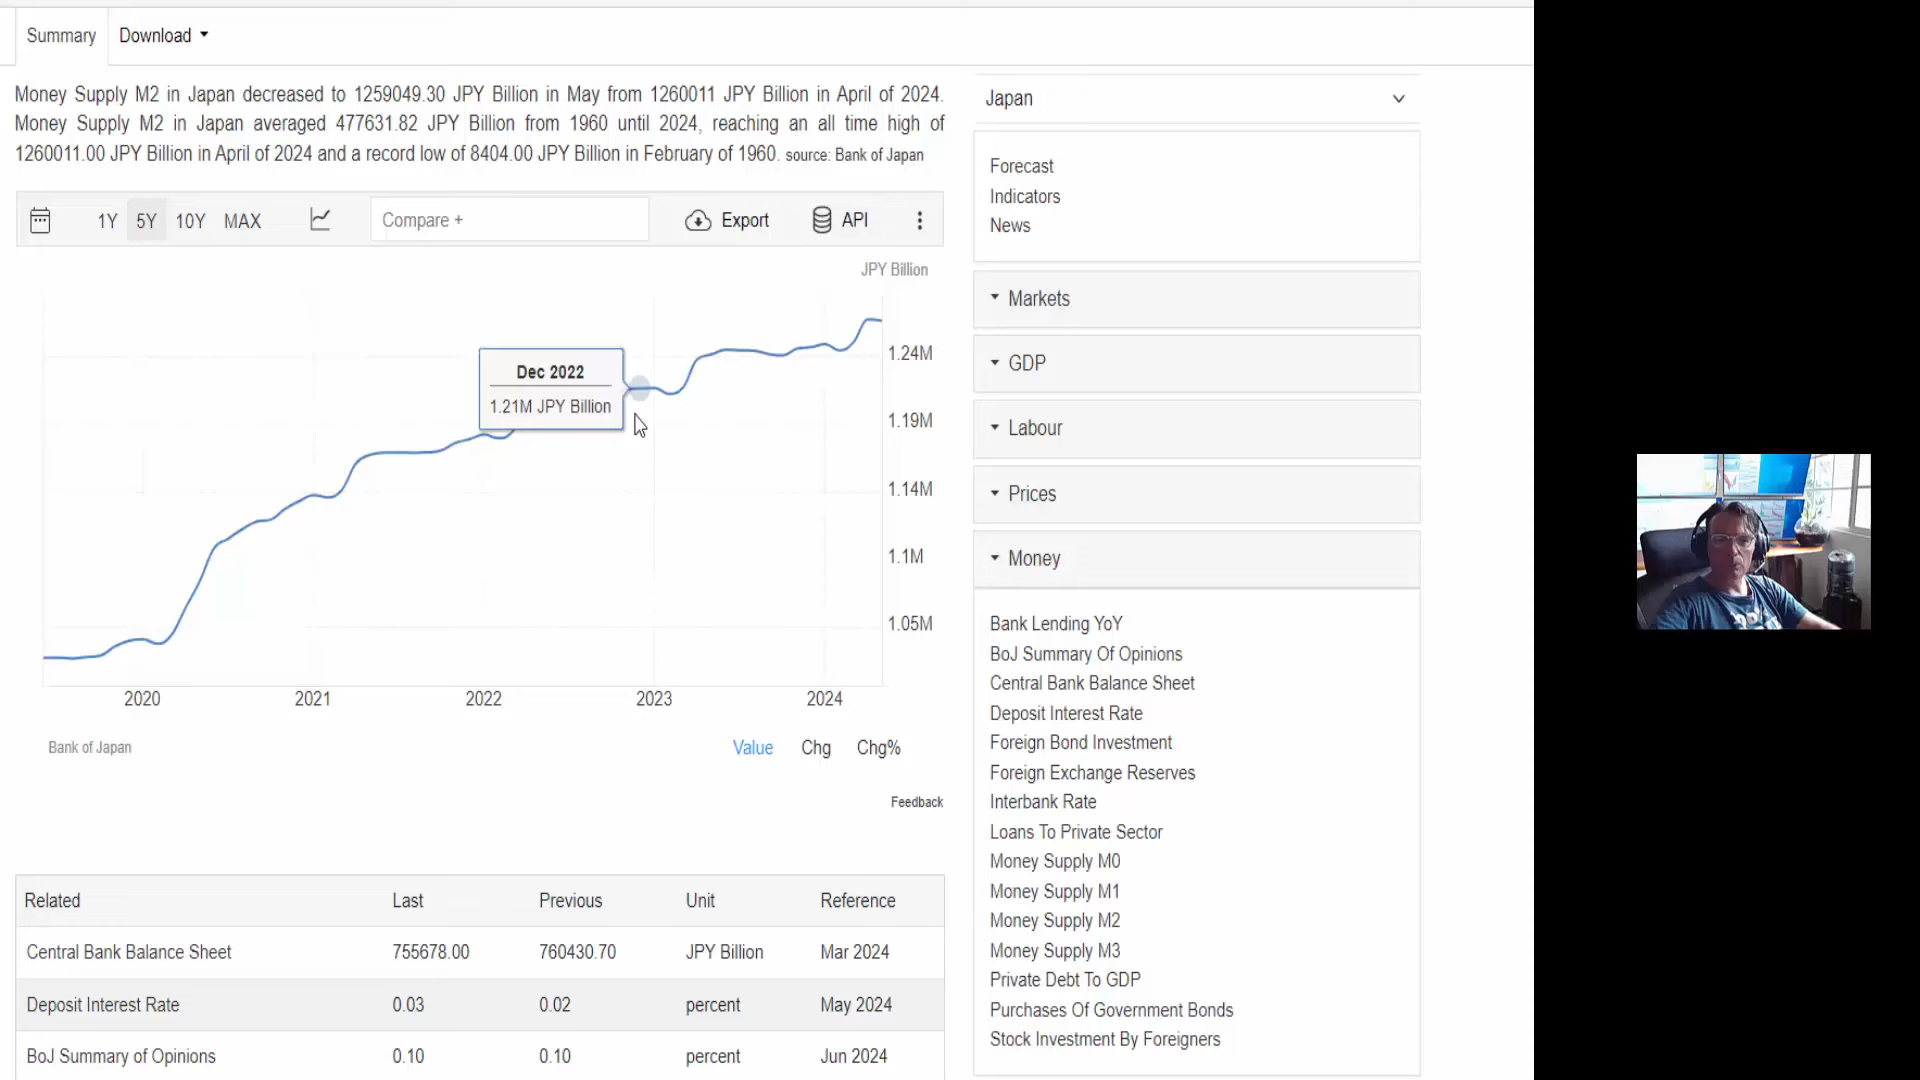 Summary
Download
Money Supply M2 in Japan decreased to 1259049.30 JPY Billion in May from 1260011 JPY Billion in April of 2024.
Money Supply M2 in Japan averaged 477631.82 JPY Billion from 1960 until 2024, reaching an all time high of
1260011.00 JPY Billion in April of 2024 and a record low of 8404.00 JPY Billion in February of 1960. source: Bank of Japan
1Y 5Y 10Y MAX Compare + Export API
JPY Billion
1.24M
1.19M
1.14M
1.1M
1.05M
Dec 2022
1.21M JPY Billion
2020 2021 2022 2023 2024
Bank of Japan
Value Chg Chg%
Feedback
Related Last Previous Unit Reference
Central Bank Balance Sheet 755678.00 760430.70 JPY Billion Mar 2024
Deposit Interest Rate 0.03 0.02 percent May 2024
BoJ Summary of Opinions 0.10 0.10 percent Jun 2024
Japan
Forecast
Indicators
News
Markets
GDP
Labour
Prices
Money
Bank Lending YoY
BoJ Summary Of Opinions
Central Bank Balance Sheet
Deposit Interest Rate
Foreign Bond Investment
Foreign Exchange Reserves
Interbank Rate
Loans To Private Sector
Money Supply M0
Money Supply M1
Money Supply M2
Money Supply M3
Private Debt To GDP
Purchases Of Government Bonds
Stock Investment By Foreigners